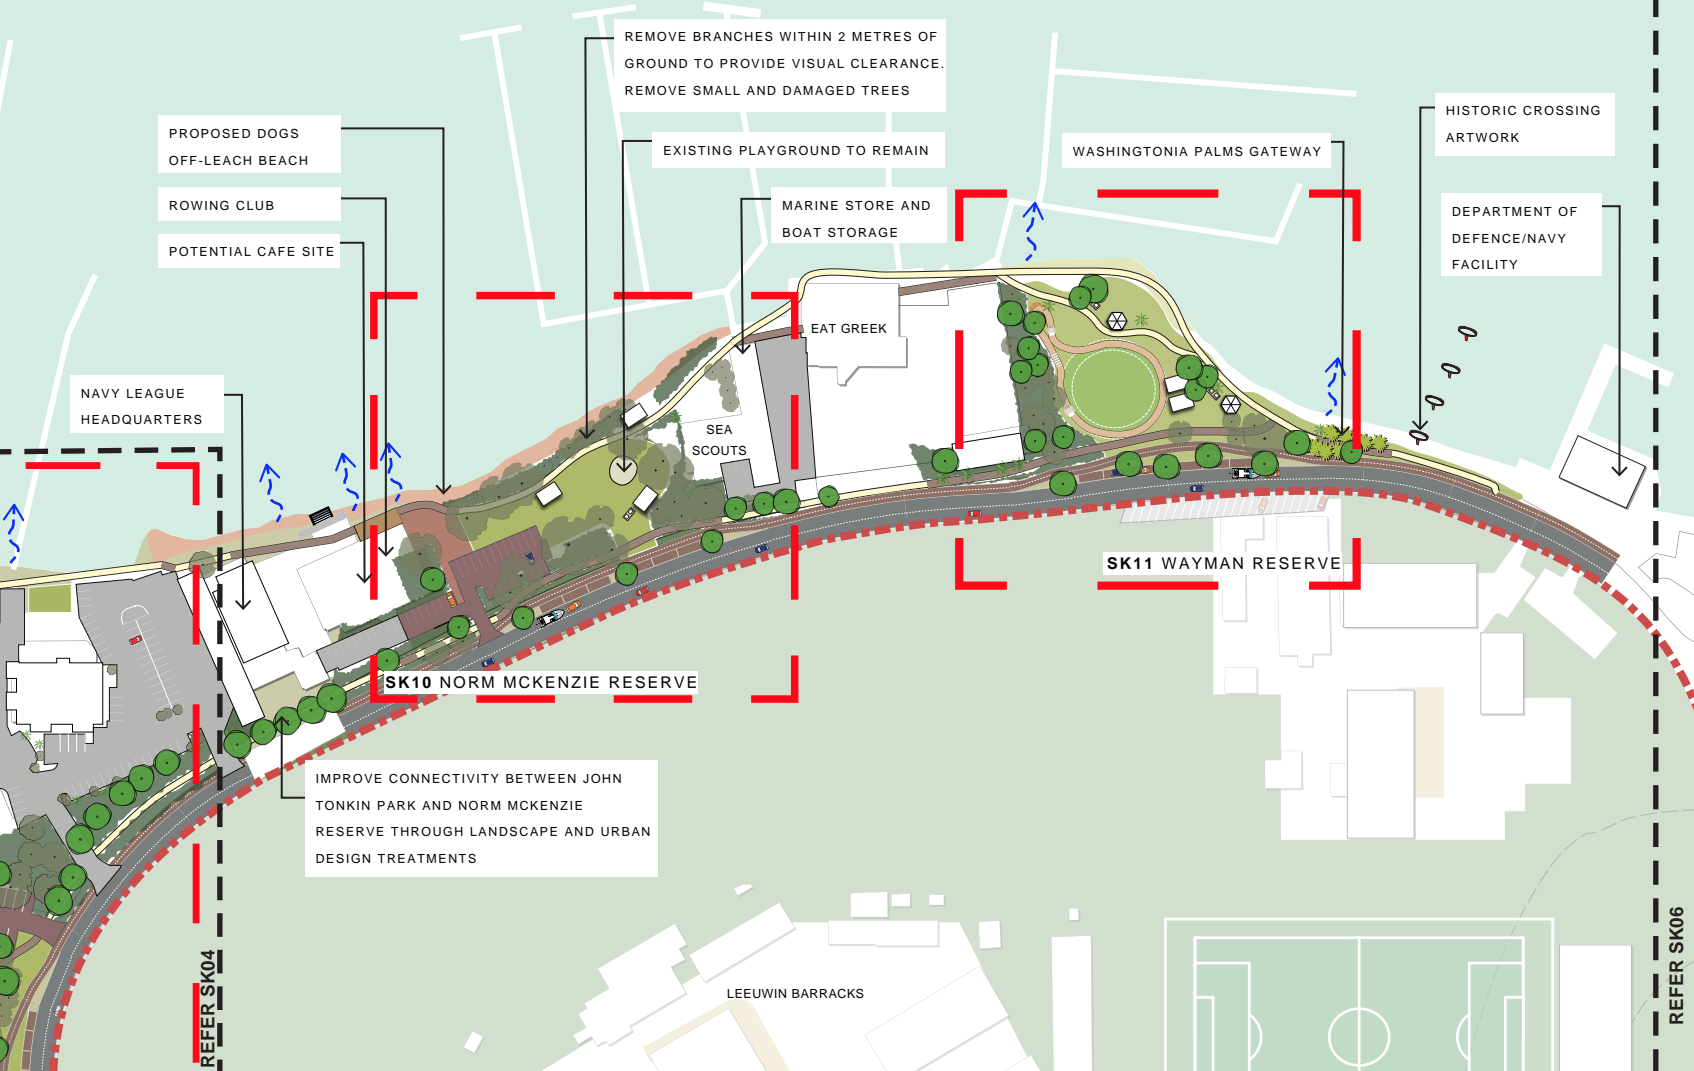 REMOVE BRANCHES WITHIN 2 METRES OF
GROUND TO PROVIDE VISUAL CLEARANCE.
REMOVE SMALL AND DAMAGED TREES
PROPOSED DOGS
OFF-LEACH BEACH
EXISTING PLAYGROUND TO REMAIN
WASHINGTONIA PALMS GATEWAY
HISTORIC CROSSING
ARTWORK
ROWING CLUB
MARINE STORE AND
BOAT STORAGE
DEPARTMENT OF
DEFENCE/NAVY
FACILITY
POTENTIAL CAFE SITE
EAT GREEK
NAVY LEAGUE
HEADQUARTERS
SEA
SCOUTS
SK11 WAYMAN RESERVE
SK10 NORM MCKENZIE RESERVE
IMPROVE CONNECTIVITY BETWEEN JOHN
TONKIN PARK AND NORM MCKENZIE
RESERVE THROUGH LANDSCAPE AND URBAN
DESIGN TREATMENTS
LEEUWIN BARRACKS
REFER SK04
REFER SK06